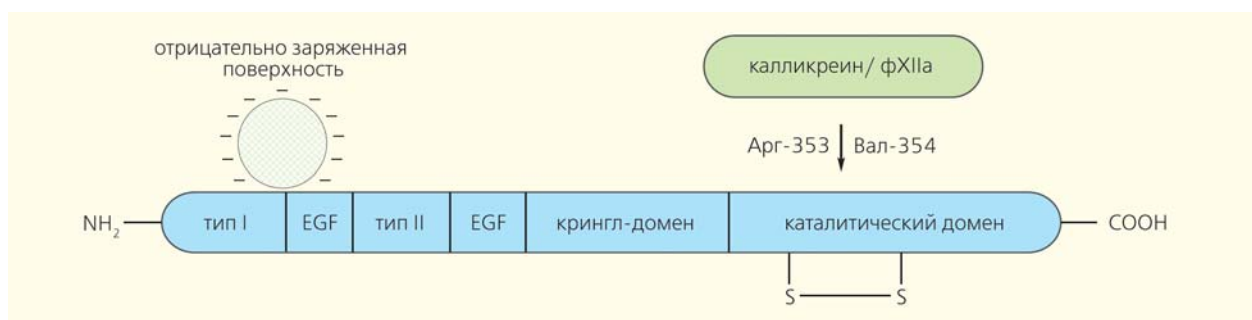 отрицательно заряженная
поверхность
калликреин/ фXIIa
Арг-353 Вал-354
NH2 тип I EGF тип II EGF крингл-домен каталитический домен COOH
S S